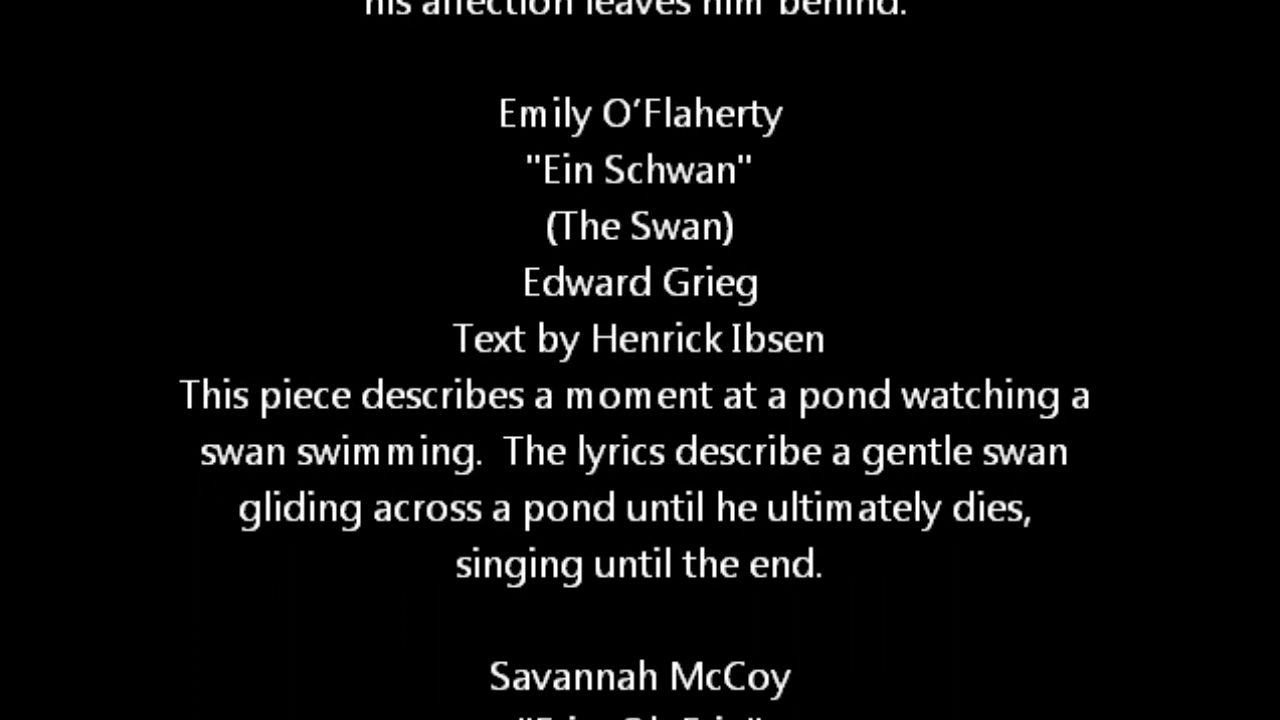 his affection leaves him behind.
Emily O’Flaherty
"Ein Schwan"
(The Swan)
Edward Grieg
Text by Henrick Ibsen
This piece describes a moment at a pond watching a
swan swimming.  The lyrics describe a gentle swan
gliding across a pond until he ultimately dies,
singing until the end.
Savannah McCoy